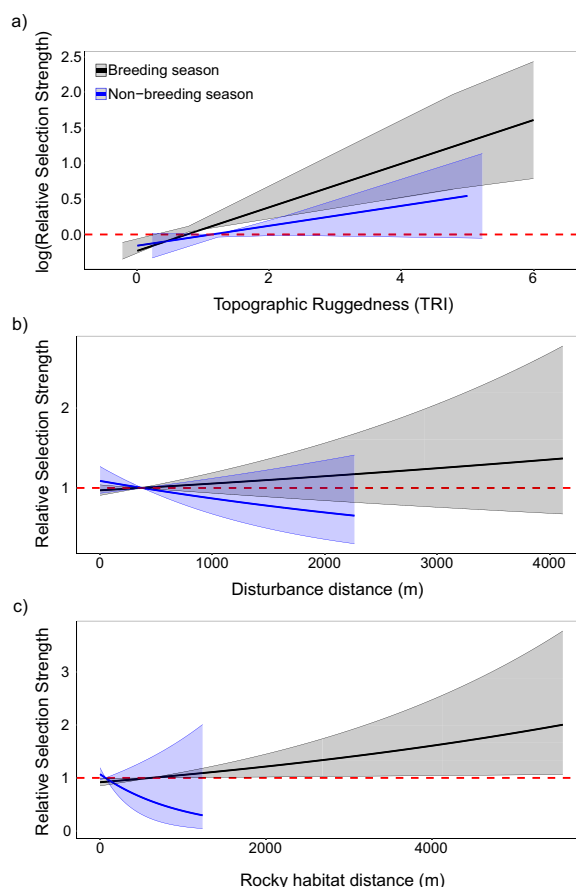 a)
log(Relative Selection Strength)
2.5
2.0
1.5
1.0
0.5
0.0
Breeding season
Non−breeding season
0
2
4
6
Topographic Ruggedness (TRI)
b)
Relative Selection Strength
2
1
0
1000
2000
3000
4000
Disturbance distance (m)
c)
Relative Selection Strength
3
2
1
0
0
2000
4000
Rocky habitat distance (m)